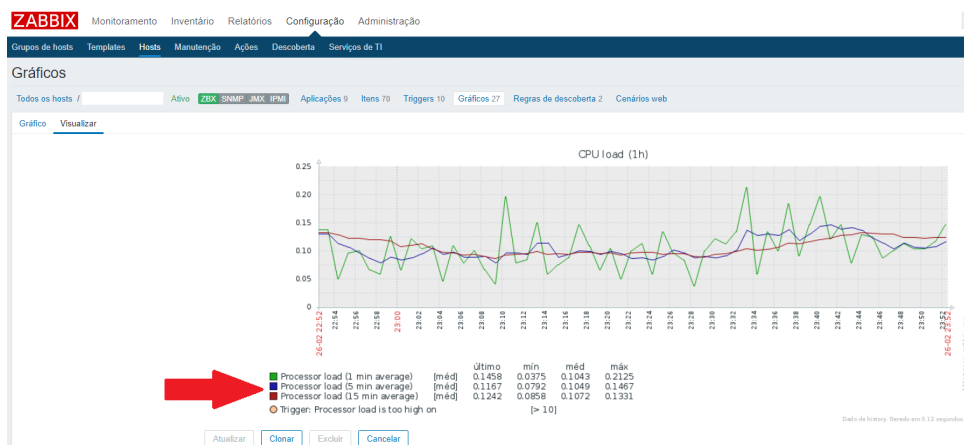 ZABBIX Monitoramento Inventário Relatórios Configuração Administração
Grupos de hosts Templates Hosts Manutenção Ações Descoberta Serviços de TI
Gráficos
Todos os hosts / Ativo ZBX SNMP JMX IPMI Aplicações 9 Itens 70 Triggers 10 Gráficos 27 Regras de descoberta 2 Cenários web
Gráfico Visualizar
CPU load (1h)
0.25
0.20
0.15
0.10
0.05
0
26-02 22:52 22:54 22:56 22:58 23:00 23:02 23:04 23:06 23:08 23:10 23:12 23:14 23:16 23:18 23:20 23:22 23:24 23:26 23:28 23:30 23:32 23:34 23:36 23:38 23:40 23:42 23:44 23:46 23:48 23:50 26-02 23:52
último mín méd máx
Processor load (1 min average) [méd] 0.1458 0.0375 0.1043 0.2125
Processor load (5 min average) [méd] 0.1167 0.0792 0.1049 0.1467
Processor load (15 min average) [méd] 0.1242 0.0858 0.1072 0.1331
Trigger: Processor load is too high on [> 10]
Dado de history. Gerado em 0.12 segundos
Atualizar Clonar Excluir Cancelar